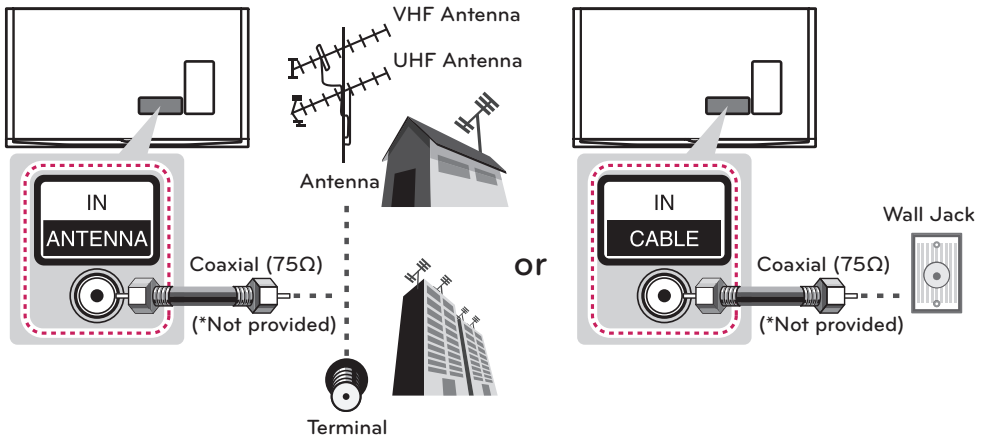 VHF Antenna
UHF Antenna
Antenna
IN
ANTENNA
Coaxial (75Ω)
(*Not provided)
Terminal
or
IN
CABLE
Coaxial (75Ω)
(*Not provided)
Wall Jack